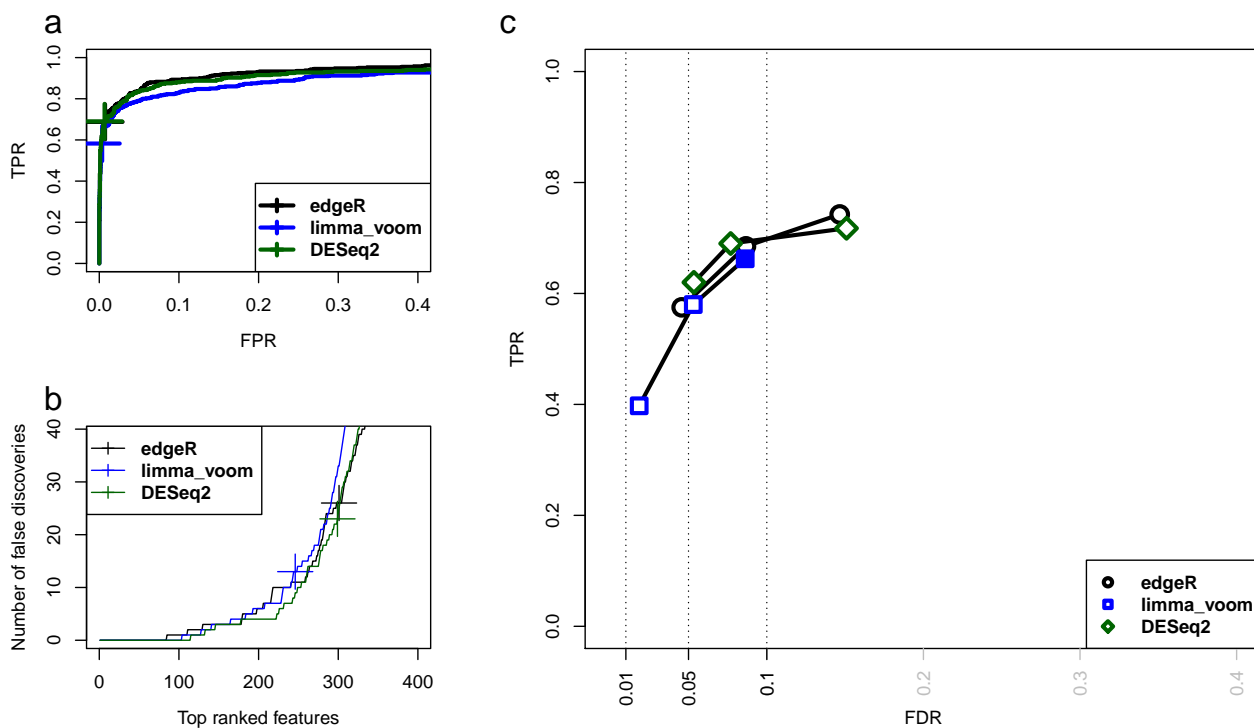 a
TPR
1.0
0.8
0.6
0.4
0.2
0.0
edgeR
limma_voom
DESeq2
0.0 0.1 0.2 0.3 0.4
FPR
b
Number of false discoveries
40
30
20
10
0
edgeR
limma_voom
DESeq2
0 100 200 300 400
Top ranked features
c
TPR
1.0
0.8
0.6
0.4
0.2
0.0
edgeR
limma_voom
DESeq2
0.01 0.05 0.1 0.2 0.3 0.4
FDR